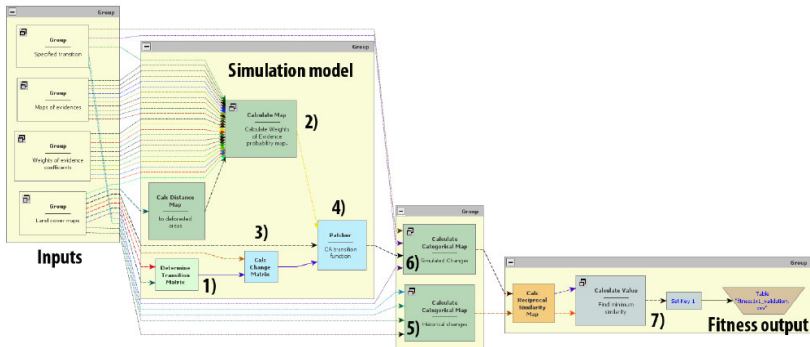 Group
Group
Specified transition
Group
Maps of evidences
Group
Weights of evidence
coefficients
Group
Land cover maps
Inputs
Group
Simulation model
Calculate Map
Calculate Weights
of Evidence
probability map.
2)
Calc Distance
Map
to deforested
areas
Determine
Transition
Matrix
1)
3)
Calc
Change
Matrix
4)
Patcher
CA transition
function
Group
Calculate
Categorical Map
Simulated Changes
6)
Calculate
Categorical Map
Historical changes
5)
Group
Calc
Reciprocal
Similarity
Map
Calculate Value
Find minimum
similarity
7)
Set Key 1
Table
Fitness output